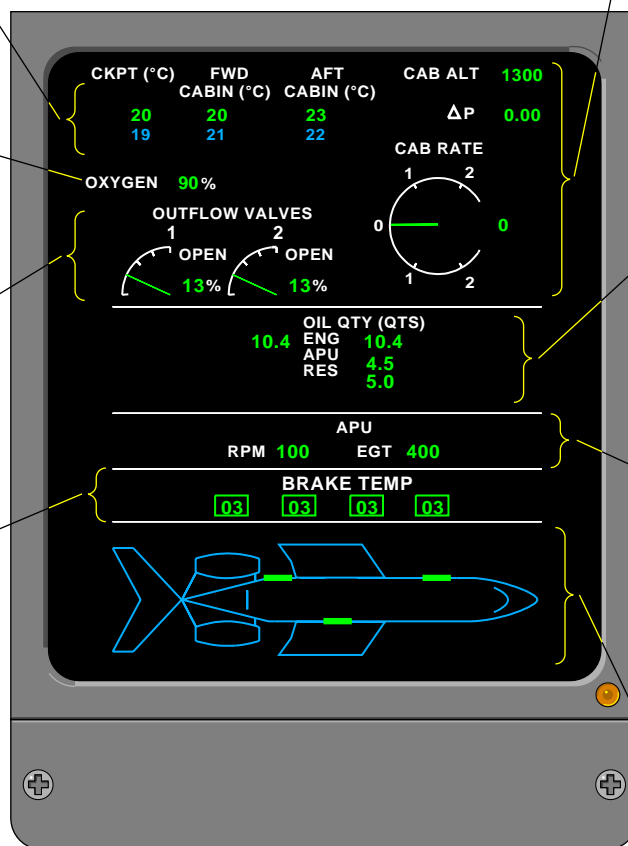 CKPT (°C) FWD CABIN (°C) AFT CABIN (°C) CAB ALT 1300
20 20 23 ΔP 0.00
19 21 22
CAB RATE
1 2
OXYGEN 90%
0 0
1 2
OUTFLOW VALVES
1 2
OPEN OPEN
13% 13%
OIL QTY (QTS)
10.4 ENG 10.4
APU 4.5
RES 5.0
APU
RPM 100 EGT 400
BRAKE TEMP
03 03 03 03